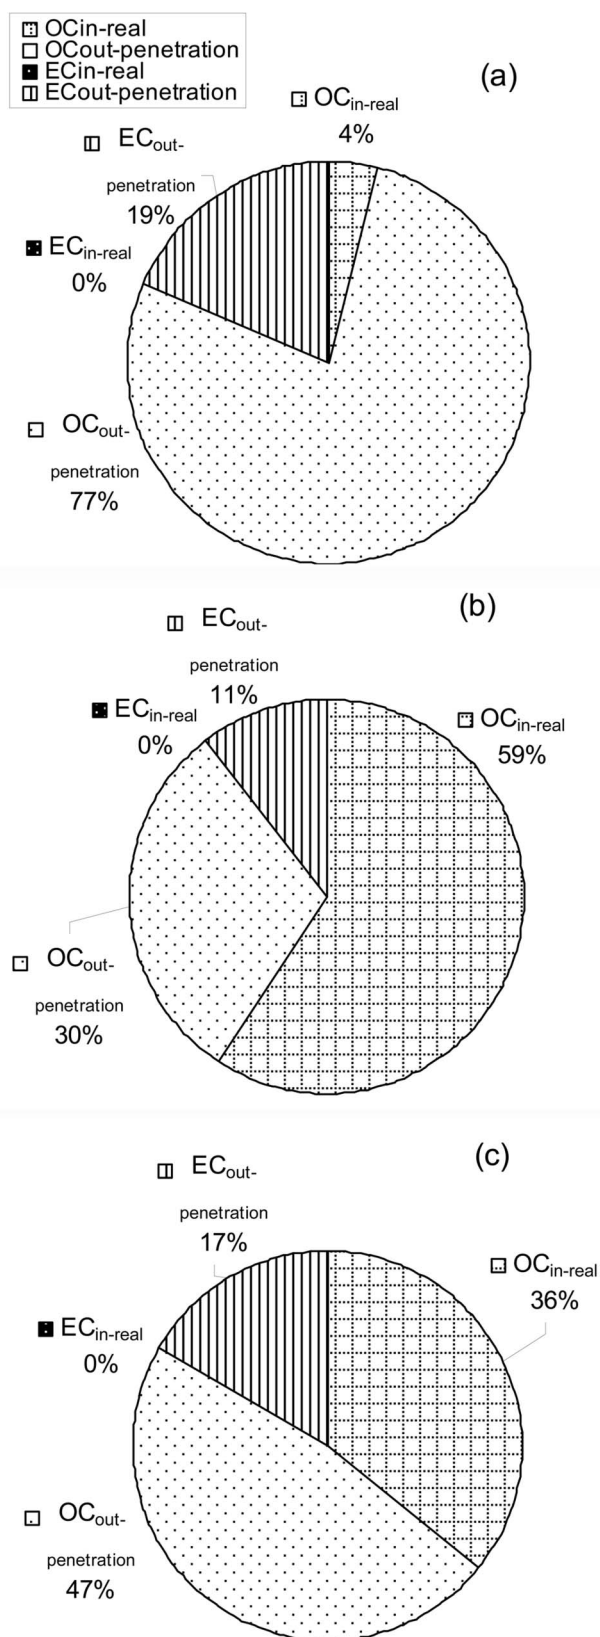 OCin-real
OCout-penetration
ECin-real
ECout-penetration
(a)
OCin-real
4%
ECout-
penetration
19%
ECin-real
0%
OCout-
penetration
77%
(b)
ECout-
penetration
11%
ECin-real
0%
OCin-real
59%
OCout-
penetration
30%
(c)
ECout-
penetration
17%
OCin-real
36%
ECin-real
0%
OCout-
penetration
47%